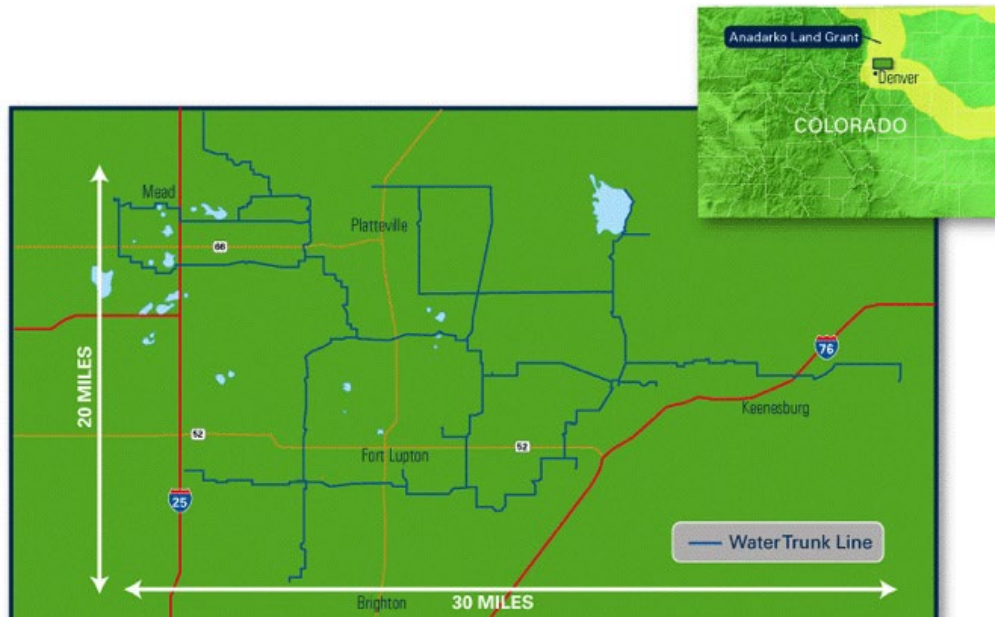 Anadarko Land Grant
Denver
COLORADO
Mead
Platteville
66
76
20 MILES
Keenesburg
52
52
Fort Lupton
25
Water Trunk Line
Brighton
30 MILES